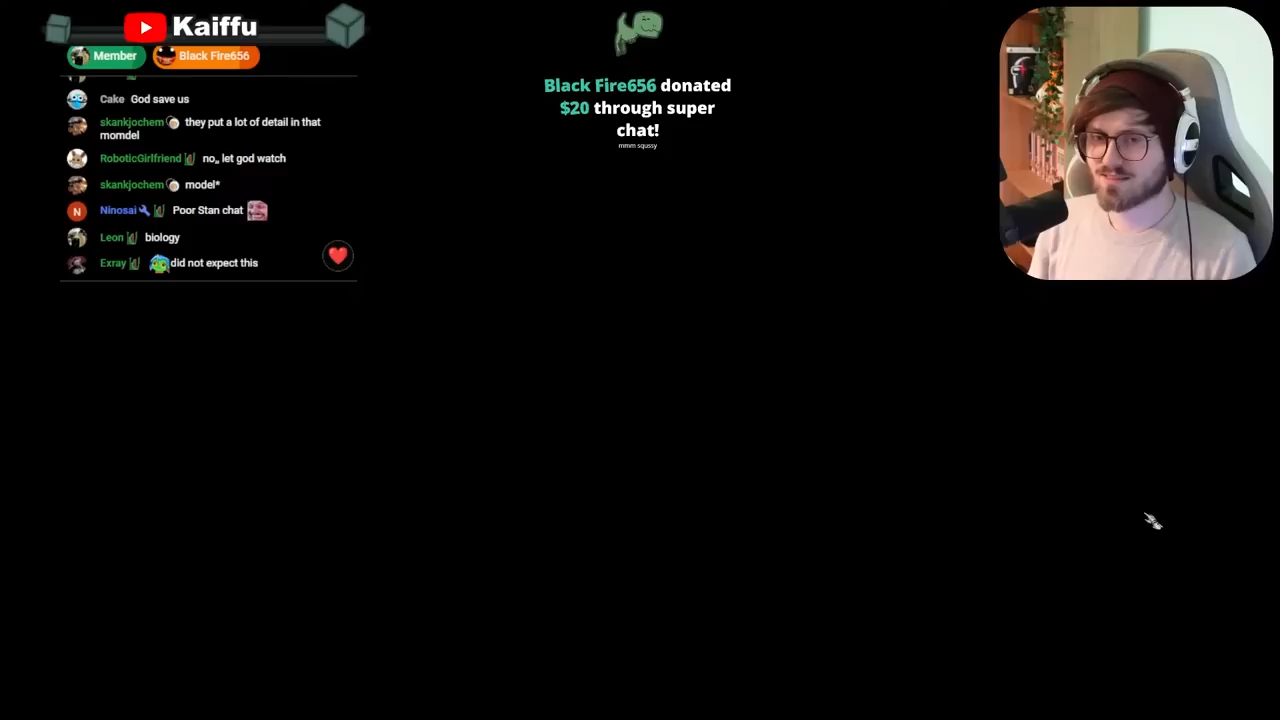 Kaiffu
Member
Black Fire656
Cake God save us
skankjochem they put a lot of detail in that
momdel
RoboticGirlfriend no,, let god watch
skankjochem model*
N Ninosai Poor Stan chat
Leon biology
Exray did not expect this
Black Fire656 donated
$20 through super
chat!
mmm squssy